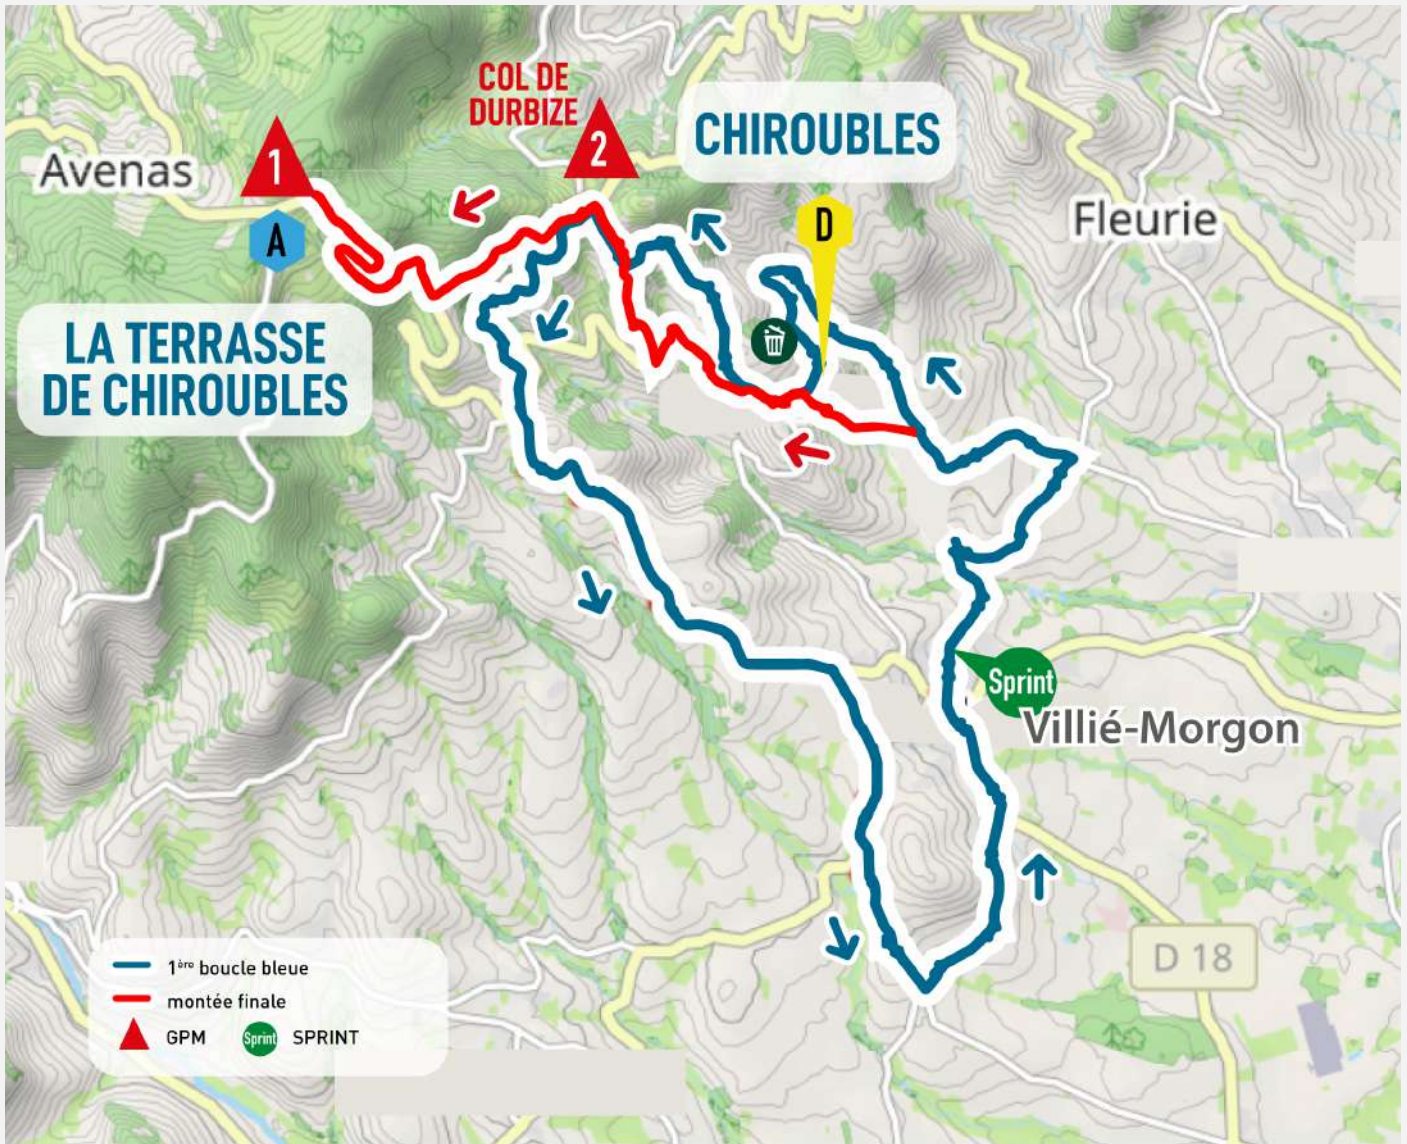 COL DE
DURBIZE
2
CHIROUBLES
1
Avenas
A
D
Fleurie
LA TERRASSE
DE CHIROUBLES
Sprint
Villié-Morgon
D 18
1ère boucle bleue
montée finale
GPM
Sprint
SPRINT